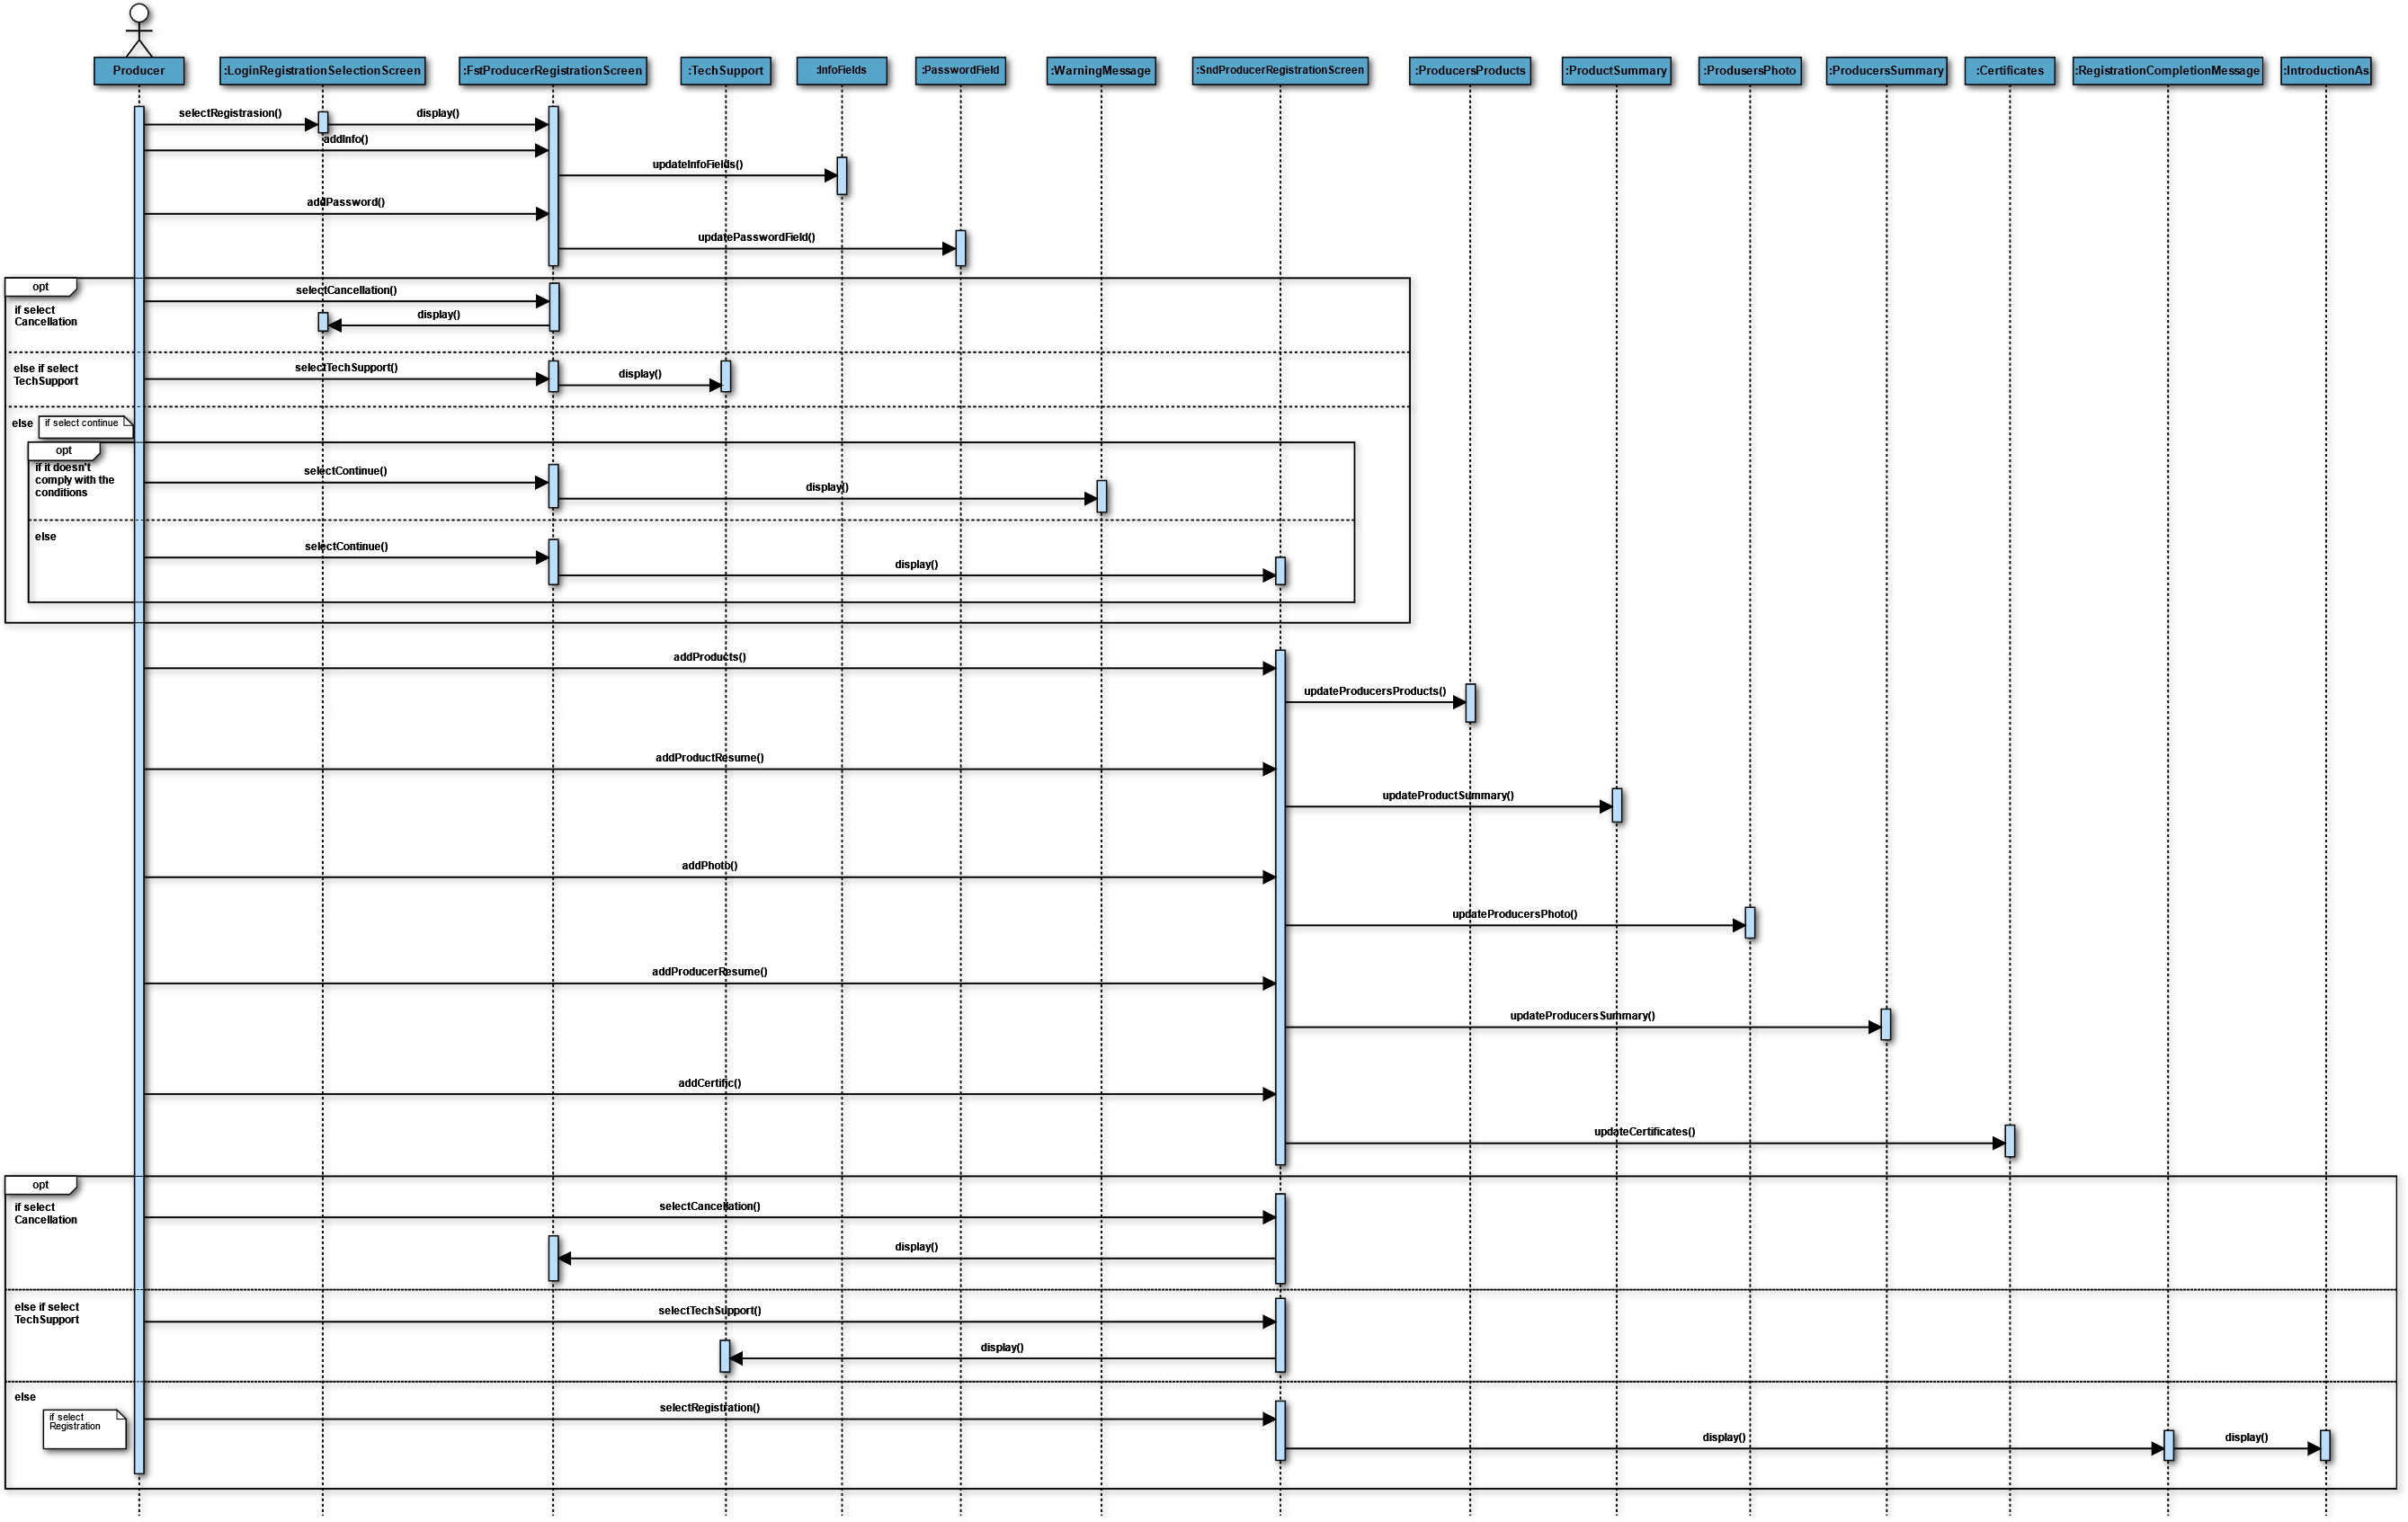 Producer
:LoginRegistrationSelectionScreen
:FstProducerRegistrationScreen
:TechSupport
:InfoFields
:PasswordField
:WarningMessage
:SndProducerRegistrationScreen
:ProducersProducts
:ProductSummary
:ProdusersPhoto
:ProducersSummary
:Certificates
:RegistrationCompletionMessage
:IntroductionAs
selectRegistrasion()
display()
addInfo()
updateInfoFields()
addPassword()
updatePasswordField()
opt
if select
Cancellation
selectCancellation()
display()
else if select
TechSupport
selectTechSupport()
display()
else
if select continue
opt
if it doesn't
comply with the
conditions
selectContinue()
display()
else
selectContinue()
display()
addProducts()
updateProducersProducts()
addProductResume()
updateProductSummary()
addPhoto()
updateProducersPhoto()
addProducerResume()
updateProducersSummary()
addCertific()
updateCertificates()
opt
if select
Cancellation
selectCancellation()
display()
else if select
TechSupport
selectTechSupport()
display()
else
if select
Registration
selectRegistration()
display()
display()